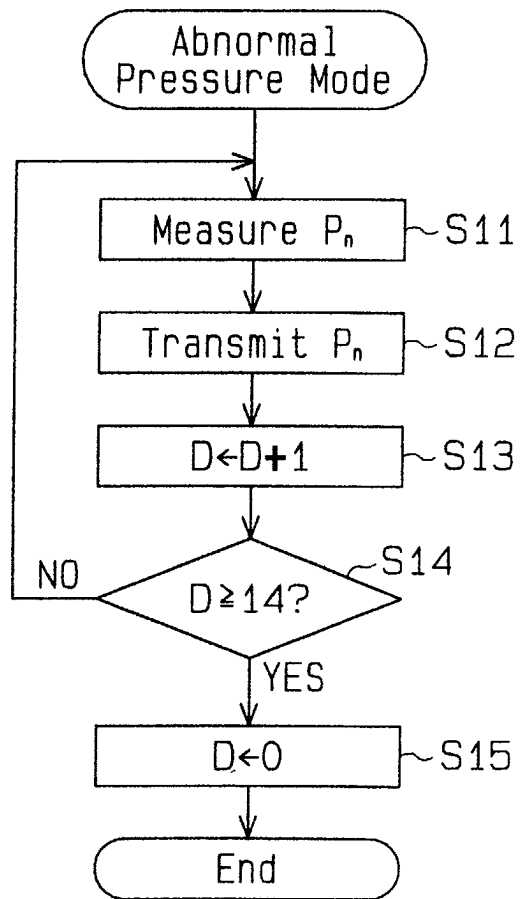 Abnormal
Pressure Mode
Measure Pₙ
S11
Transmit Pₙ
S12
D←D+1
S13
S14
NO
D≧14?
YES
D←0
S15
End